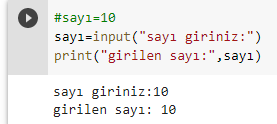 #sayı=10
sayı=input("sayı giriniz:")
print("girilen sayı:",sayı)
sayı giriniz:10
girilen sayı: 10